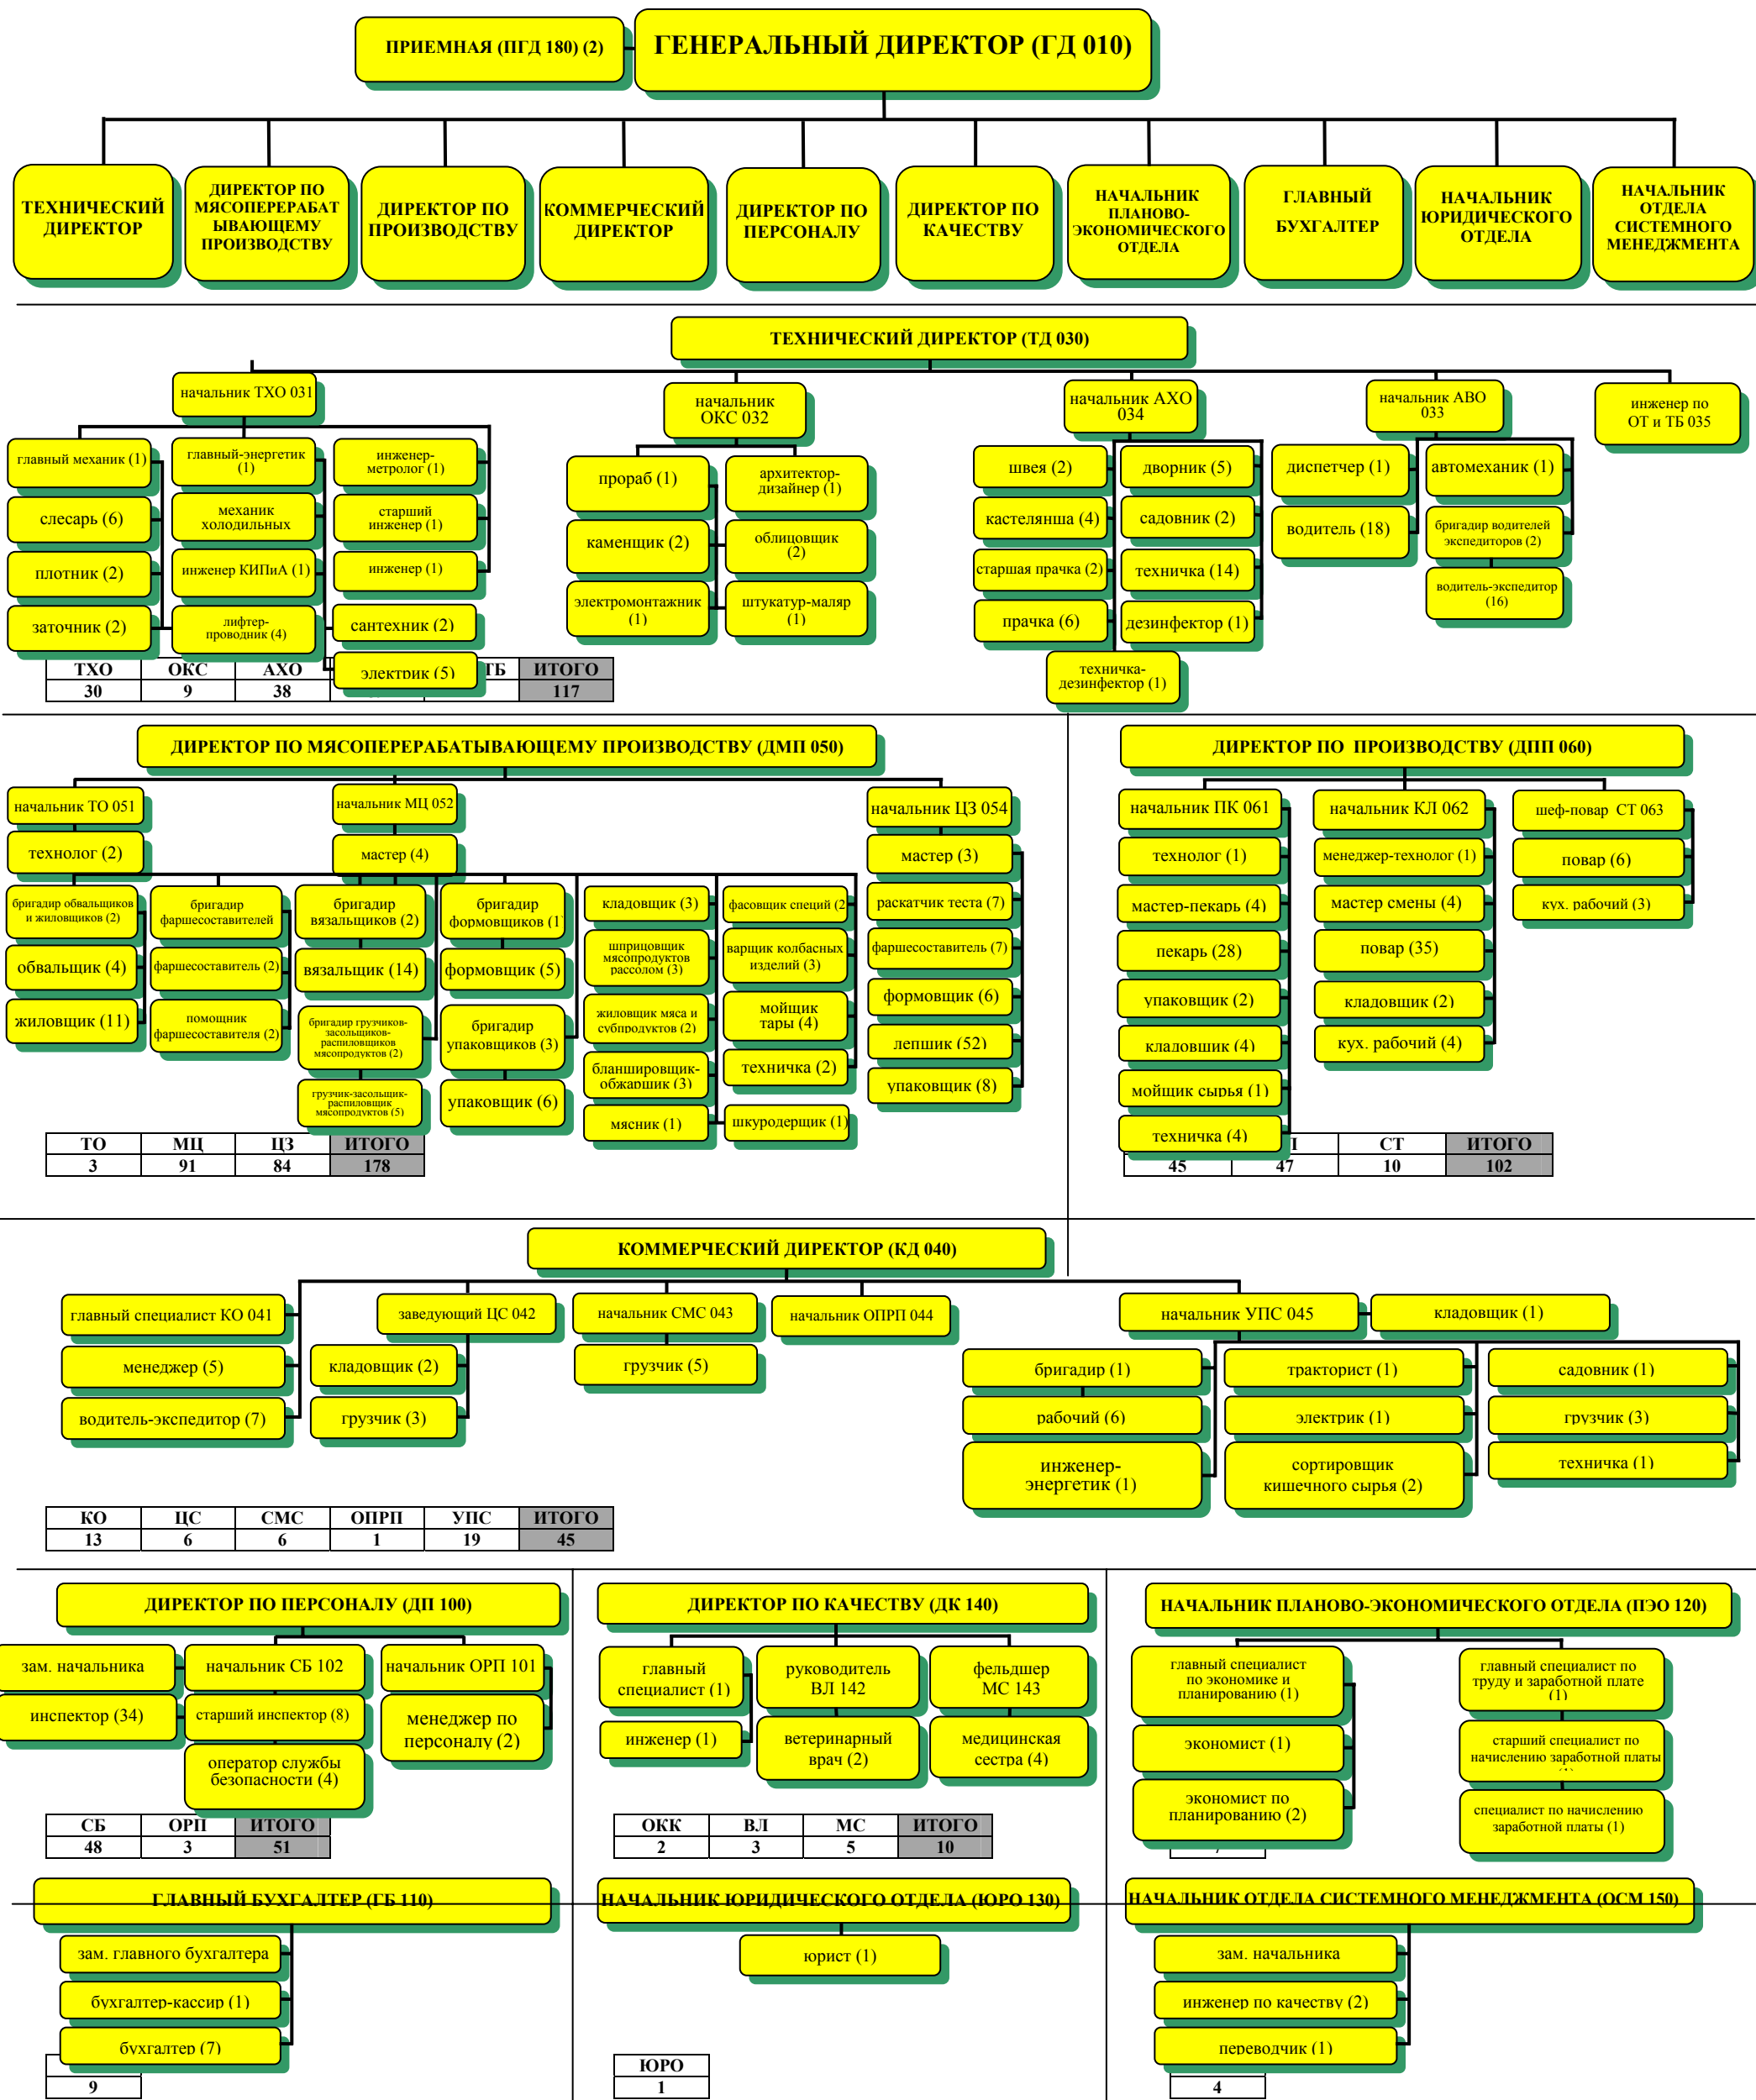 ПРИЕМНАЯ (ПГД 180) (2)
ГЕНЕРАЛЬНЫЙ ДИРЕКТОР (ГД 010)
ТЕХНИЧЕСКИЙ
ДИРЕКТОР
ДИРЕКТОР ПО
МЯСОПЕРЕРАБАТ
ЫВАЮЩЕМУ
ПРОИЗВОДСТВУ
ДИРЕКТОР ПО
ПРОИЗВОДСТВУ
КОММЕРЧЕСКИЙ
ДИРЕКТОР
ДИРЕКТОР ПО
ПЕРСОНАЛУ
ДИРЕКТОР ПО
КАЧЕСТВУ
НАЧАЛЬНИК
ПЛАНОВО-
ЭКОНОМИЧЕСКОГО
ОТДЕЛА
ГЛАВНЫЙ
БУХГАЛТЕР
НАЧАЛЬНИК
ЮРИДИЧЕСКОГО
ОТДЕЛА
НАЧАЛЬНИК
ОТДЕЛА
СИСТЕМНОГО
МЕНЕДЖМЕНТА
ТЕХНИЧЕСКИЙ ДИРЕКТОР (ТД 030)
начальник ТХО 031
главный механик (1)
слесарь (6)
плотник (2)
заточник (2)
главный-энергетик
(1)
механик
холодильных
инженер КИПиА (1)
лифтер-
проводник (4)
инженер-
метролог (1)
старший
инженер (1)
инженер (1)
сантехник (2)
электрик (5)
начальник
ОКС 032
прораб (1)
каменщик (2)
электромонтажник
(1)
архитектор-
дизайнер (1)
облицовщик
(2)
штукатур-маляр
(1)
начальник АХО
034
швея (2)
кастелянша (4)
старшая прачка (2)
прачка (6)
дворник (5)
садовник (2)
техничка (14)
дезинфектор (1)
техничка-
дезинфектор (1)
начальник АВО
033
диспетчер (1)
водитель (18)
автомеханик (1)
бригадир водителей
экспедиторов (2)
водитель-экспедитор
(16)
инженер по
ОТ и ТБ 035
ТХО ОКС АХО ТБ ИТОГО
30 9 38 117
ДИРЕКТОР ПО МЯСОПЕРЕРАБАТЫВАЮЩЕМУ ПРОИЗВОДСТВУ (ДМП 050)
начальник ТО 051
технолог (2)
начальник МЦ 052
мастер (4)
бригадир обвальщиков
и жиловщиков (2)
обвальщик (4)
жиловщик (11)
бригадир
фаршесоставителей
фаршесоставитель (2)
помощник
фаршесоставителя (2)
бригадир
вязальщиков (2)
вязальщик (14)
бригадир грузчиков-
засольщиков-
распиловщиков
мясопродуктов (2)
грузчик-засольщик-
распиловщик
мясопродуктов (5)
бригадир
формовщиков (1
формовщик (5)
бригадир
упаковщиков (3)
упаковщик (6)
кладовщик (3)
шприцовщик
мясопродуктов
рассолом (3)
жиловщик мяса и
субпродуктов (2)
бланшировщик-
обжарщик (3)
мясник (1)
фасовщик специй (2
варщик колбасных
изделий (3)
мойщик
тары (4)
техничка (2)
шкуродерщик (1)
начальник ЦЗ 054
мастер (3)
раскатчик теста (7)
фаршесоставитель (7)
формовщик (6)
лепщик (52)
упаковщик (8)
ТО МЦ ЦЗ ИТОГО
3 91 84 178
ДИРЕКТОР ПО ПРОИЗВОДСТВУ (ДПП 060)
начальник ПК 061
технолог (1)
мастер-пекарь (4)
пекарь (28)
упаковщик (2)
кладовщик (4)
мойщик сырья (1)
техничка (4)
начальник КЛ 062
менеджер-технолог (1)
мастер смены (4)
повар (35)
кладовщик (2)
кух. рабочий (4)
шеф-повар СТ 063
повар (6)
кух. рабочий (3)
СТ ИТОГО
45 47 10 102
КОММЕРЧЕСКИЙ ДИРЕКТОР (КД 040)
главный специалист КО 041
менеджер (5)
водитель-экспедитор (7)
заведующий ЦС 042
кладовщик (2)
грузчик (3)
начальник СМС 043
грузчик (5)
начальник ОПРП 044
начальник УПС 045
кладовщик (1)
бригадир (1)
рабочий (6)
инженер-
энергетик (1)
тракторист (1)
электрик (1)
сортировщик
кишечного сырья (2)
садовник (1)
грузчик (3)
техничка (1)
КО ЦС СМС ОПРП УПС ИТОГО
13 6 6 1 19 45
ДИРЕКТОР ПО ПЕРСОНАЛУ (ДП 100)
зам. начальника
инспектор (34)
начальник СБ 102
старший инспектор (8)
оператор службы
безопасности (4)
начальник ОРП 101
менеджер по
персоналу (2)
СБ ОРП ИТОГО
48 3 51
ДИРЕКТОР ПО КАЧЕСТВУ (ДК 140)
главный
специалист (1)
инженер (1)
руководитель
ВЛ 142
ветеринарный
врач (2)
фельдшер
МС 143
медицинская
сестра (4)
ОКК ВЛ МС ИТОГО
2 3 5 10
НАЧАЛЬНИК ПЛАНОВО-ЭКОНОМИЧЕСКОГО ОТДЕЛА (ПЭО 120)
главный специалист
по экономике и
планированию (1)
экономист (1)
экономист по
планированию (2)
главный специалист по
труду и заработной плате
(1)
старший специалист по
начислению заработной платы
специалист по начислению
заработной платы (1)
ГЛАВНЫЙ БУХГАЛТЕР (ГБ 110)
зам. главного бухгалтера
бухгалтер-кассир (1)
бухгалтер (7)
9
НАЧАЛЬНИК ЮРИДИЧЕСКОГО ОТДЕЛА (ЮРО 130)
юрист (1)
ЮРО
1
НАЧАЛЬНИК ОТДЕЛА СИСТЕМНОГО МЕНЕДЖМЕНТА (ОСМ 150)
зам. начальника
инженер по качеству (2)
переводчик (1)
4